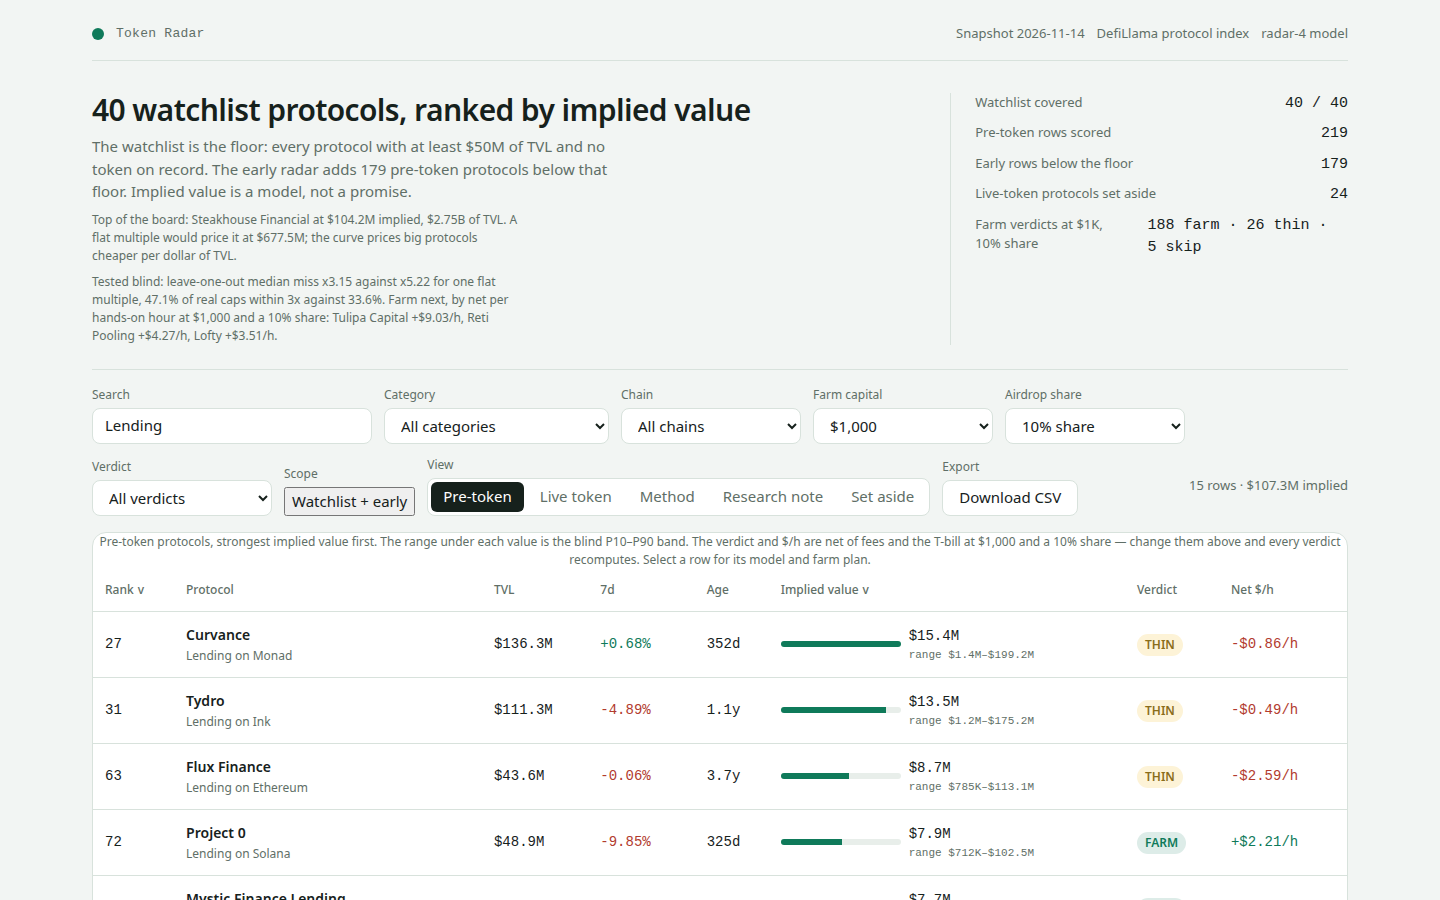 Token Radar
Snapshot 2026-11-14 DefiLlama protocol index radar-4 model
40 watchlist protocols, ranked by implied value
The watchlist is the floor: every protocol with at least $50M of TVL and no
token on record. The early radar adds 179 pre-token protocols below that
floor. Implied value is a model, not a promise.
Top of the board: Steakhouse Financial at $104.2M implied, $2.75B of TVL. A
flat multiple would price it at $677.5M; the curve prices big protocols
cheaper per dollar of TVL.
Tested blind: leave-one-out median miss x3.15 against x5.22 for one flat
multiple, 47.1% of real caps within 3x against 33.6%. Farm next, by net per
hands-on hour at $1,000 and a 10% share: Tulipa Capital +$9.03/h, Reti
Pooling +$4.27/h, Lofty +$3.51/h.
Watchlist covered 40 / 40
Pre-token rows scored 219
Early rows below the floor 179
Live-token protocols set aside 24
Farm verdicts at $1K, 188 farm · 26 thin ·
10% share 5 skip
Search Category Chain Farm capital Airdrop share
Lending All categories All chains $1,000 10% share
Verdict Scope View Export
All verdicts Watchlist + early Pre-token Live token Method Research note Set aside Download CSV 15 rows · $107.3M implied
Pre-token protocols, strongest implied value first. The range under each value is the blind P10–P90 band. The verdict and $/h are net of fees and the T-bill at $1,000 and a 10% share — change them above and every verdict
recomputes. Select a row for its model and farm plan.
Rank v Protocol TVL 7d Age Implied value v Verdict Net $/h
27 Curvance $136.3M +0.68% 352d $15.4M THIN -$0.86/h
Lending on Monad range $1.4M–$199.2M
31 Tydro $111.3M -4.89% 1.1y $13.5M THIN -$0.49/h
Lending on Ink range $1.2M–$175.2M
63 Flux Finance $43.6M -0.06% 3.7y $8.7M THIN -$2.59/h
Lending on Ethereum range $785K–$113.1M
72 Project 0 $48.9M -9.85% 325d $7.9M FARM +$2.21/h
Lending on Solana range $712K–$102.5M
Mystic Finance Lending $7.7M